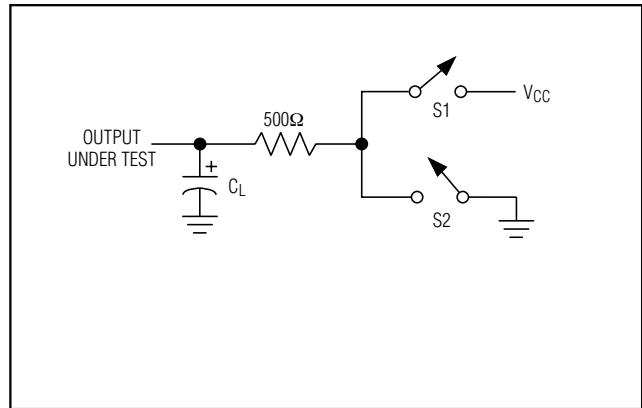 S1
VCC
500Ω
OUTPUT
UNDER TEST
+
CL
S2